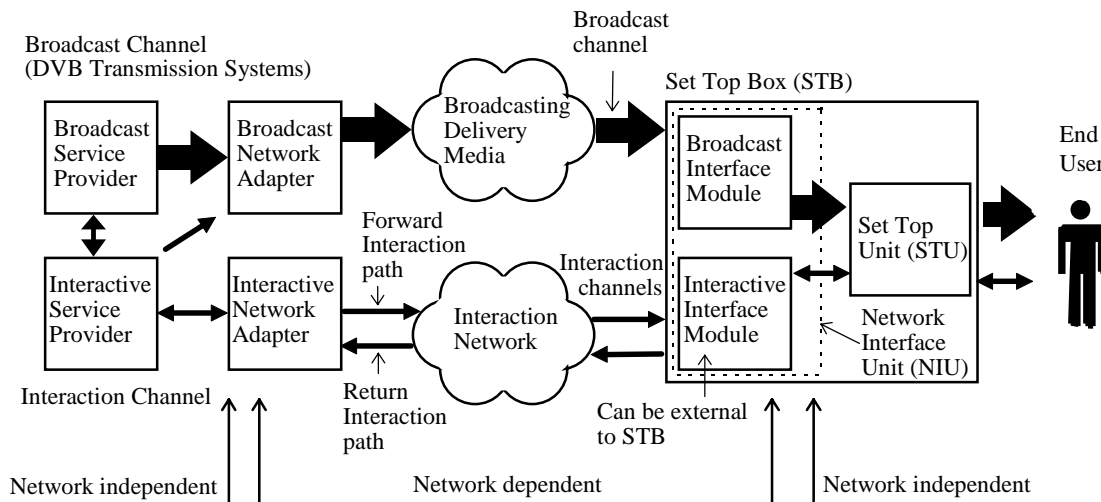 Broadcast Channel
(DVB Transmission Systems)
Broadcast
channel
Set Top Box (STB)
Broadcast
Service
Provider
Broadcast
Network
Adapter
Broadcasting
Delivery
Media
Broadcast
Interface
Module
End
User
Set Top
Unit (STU)
Forward
Interaction
path
Interaction
channels
Interactive
Service
Provider
Interactive
Network
Adapter
Interaction
Network
Interactive
Interface
Module
Network
Interface
Unit (NIU)
Interaction Channel
Return
Interaction
path
Can be external
to STB
Network independent
Network dependent
Network independent